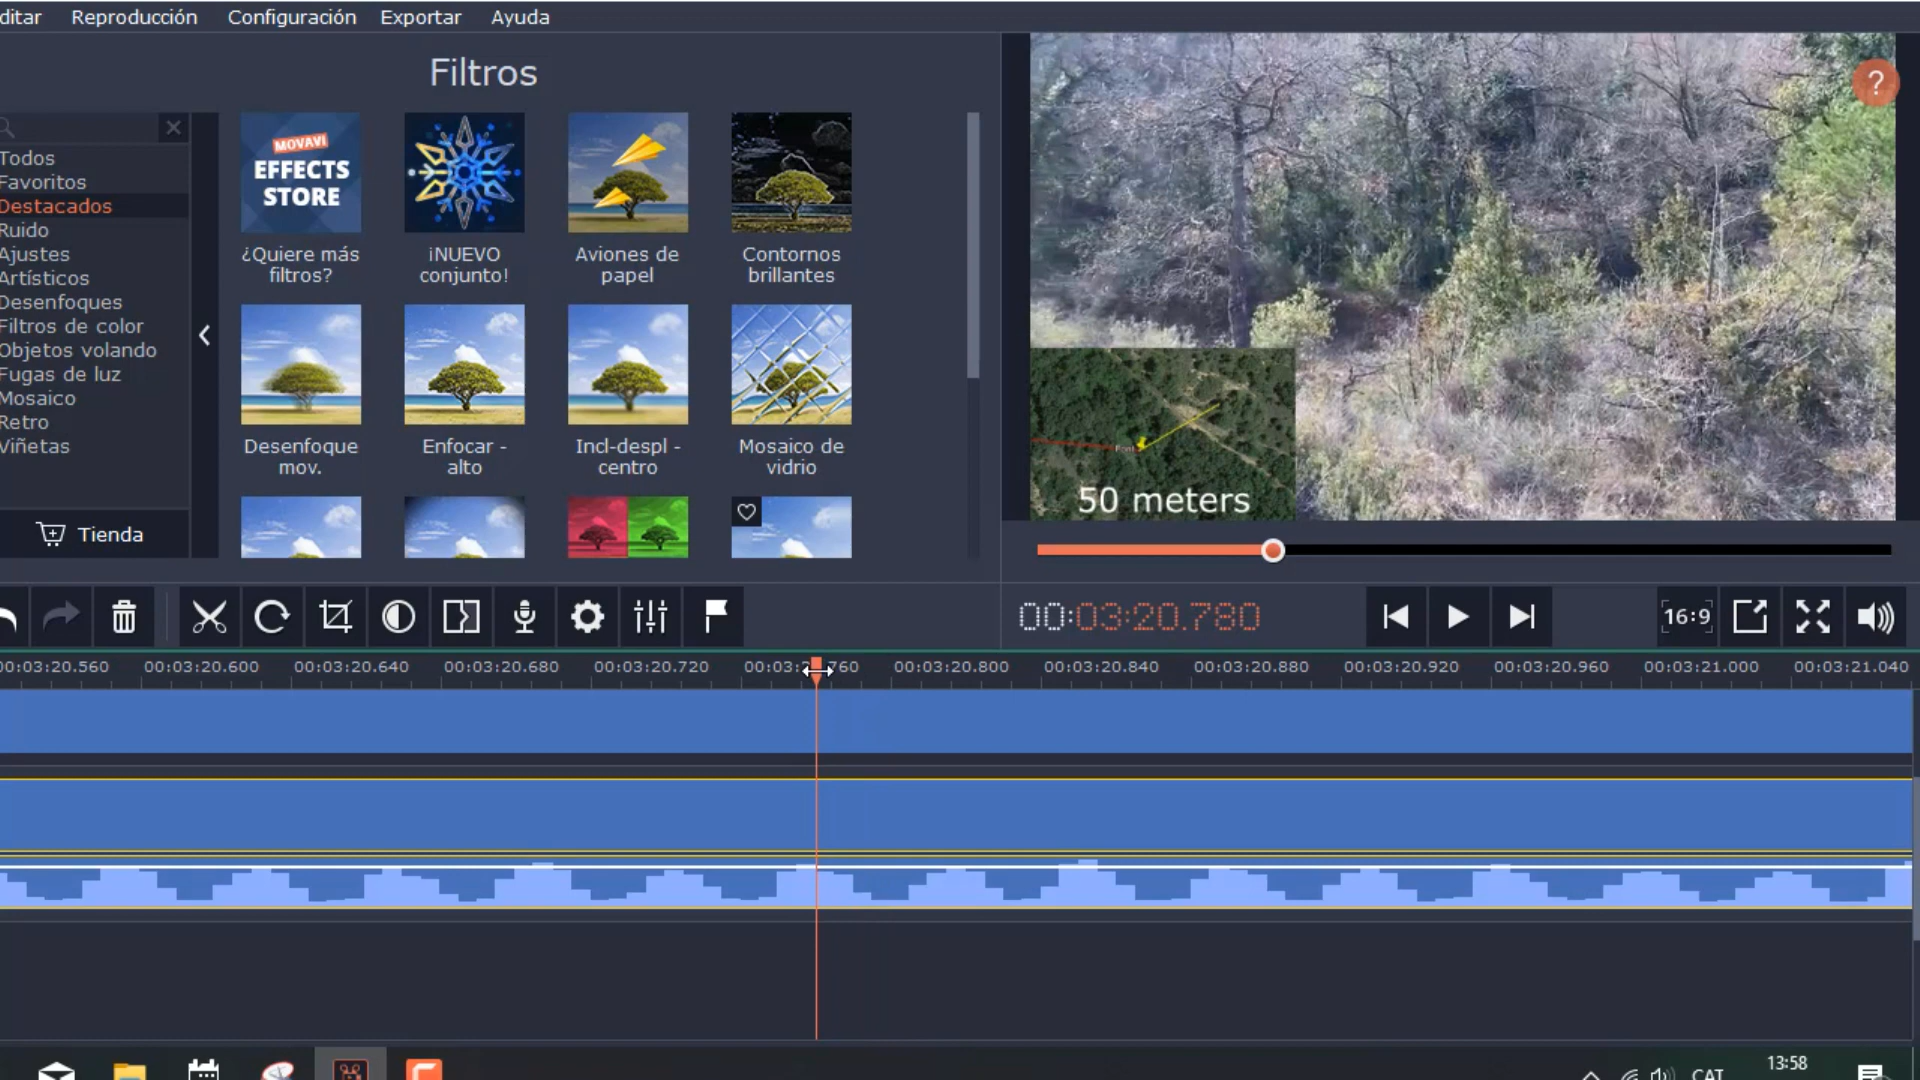 ditar Reproducción Configuración Exportar Ayuda
Filtros
Todos
Favoritos
Destacados
Ruido
Ajustes
Artísticos
Desenfoques
Filtros de color
Objetos volando
Fugas de luz
Mosaico
Retro
Viñetas
Tienda
MOVAVI
EFFECTS
STORE
¿Quiere más
filtros?
¡NUEVO
conjunto!
Aviones de
papel
Contornos
brillantes
Desenfoque
mov.
Enfocar -
alto
Incl-despl -
centro
Mosaico de
vidrio
?
Font
50 meters
00:03:20.780
16:9
00:03:20.560 00:03:20.600 00:03:20.640 00:03:20.680 00:03:20.720 00:03:20.760 00:03:20.800 00:03:20.840 00:03:20.880 00:03:20.920 00:03:20.960 00:03:21.000 00:03:21.040
CAT
13:58